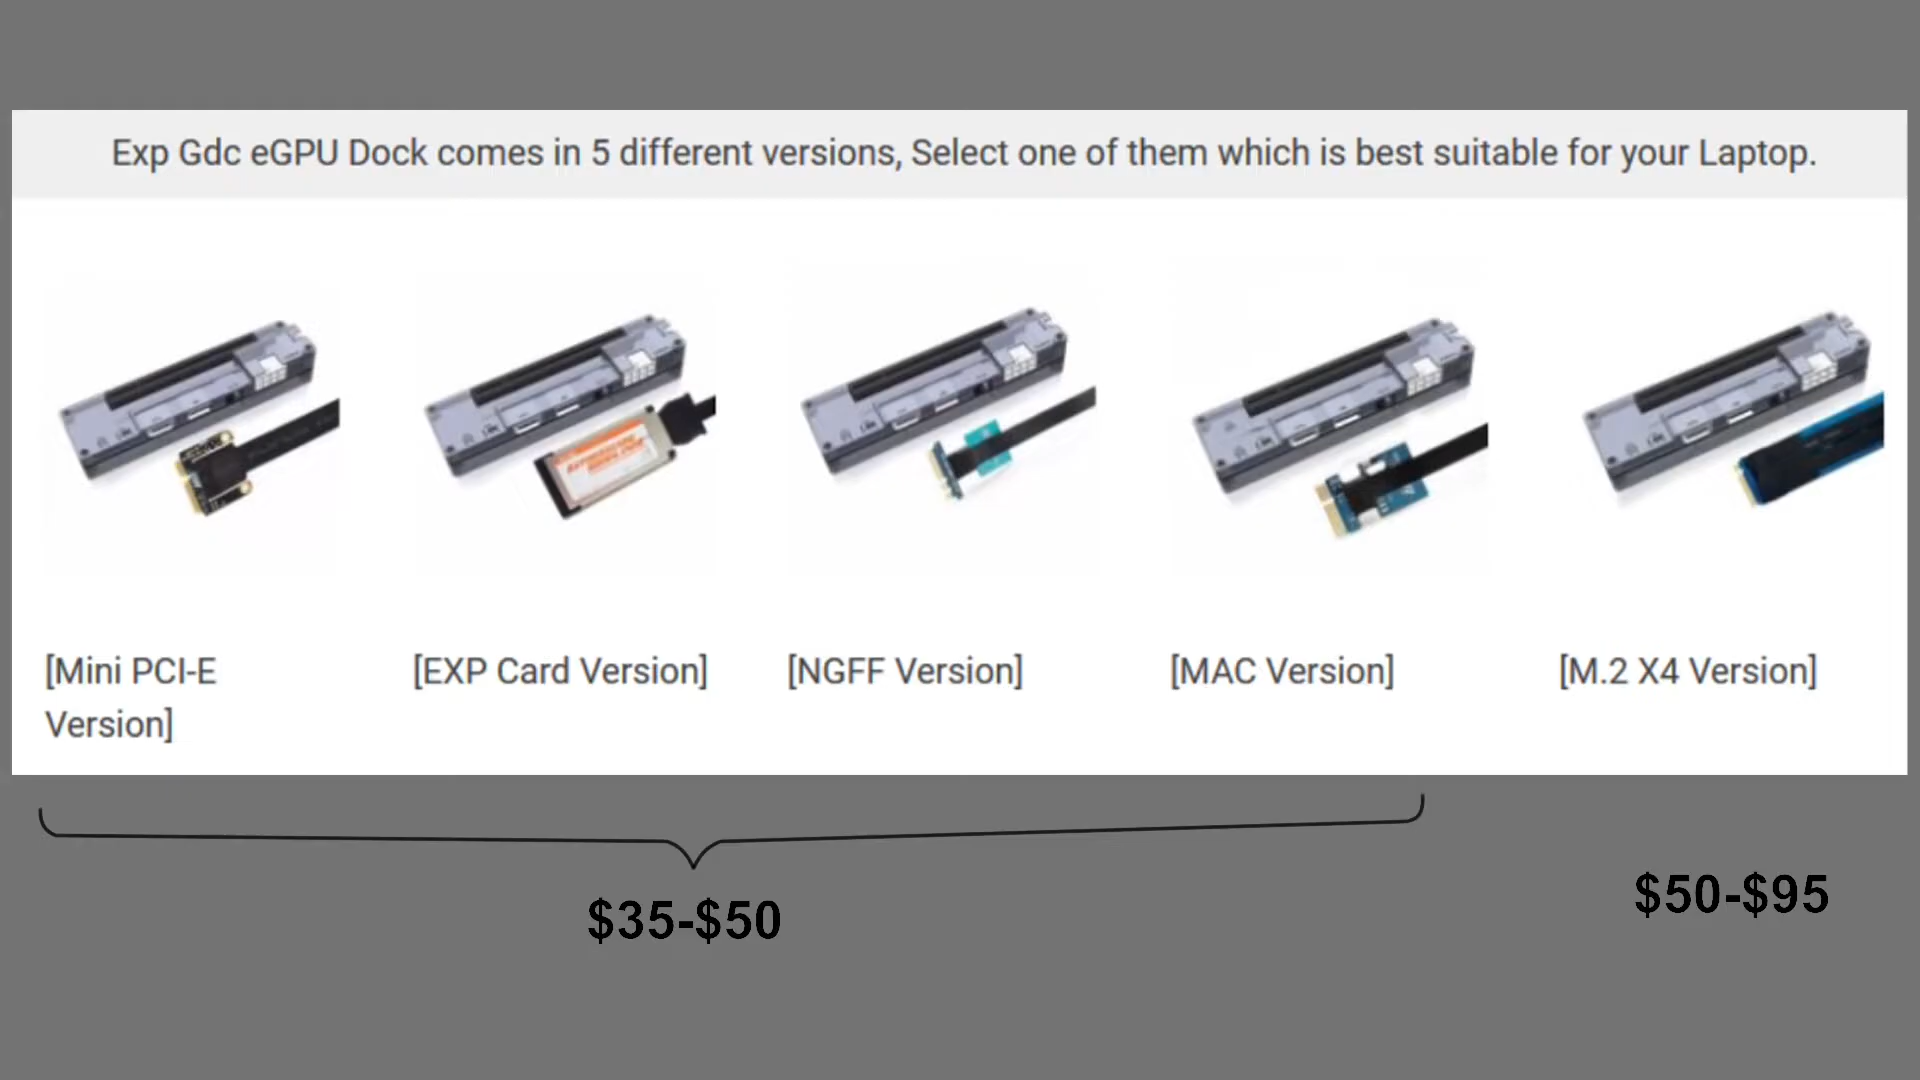 Exp Gdc eGPU Dock comes in 5 different versions, Select one of them which is best suitable for your Laptop.
[Mini PCI-E
Version]
[EXP Card Version]
[NGFF Version]
[MAC Version]
[M.2 X4 Version]
$35-$50
$50-$95